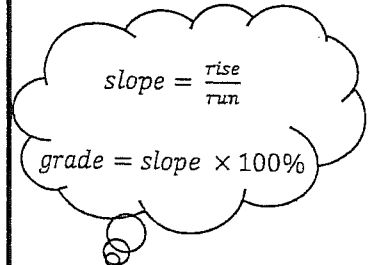 slope = rise/run
grade = slope × 100%